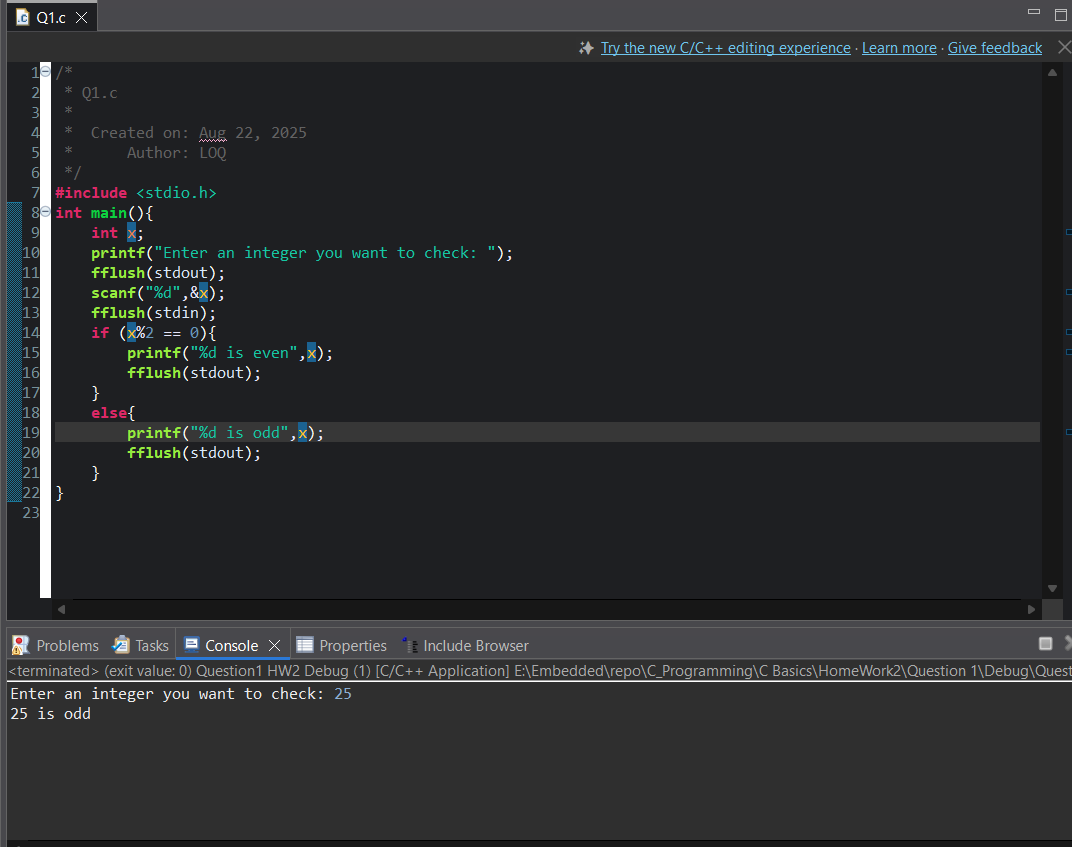 Q1.c
Try the new C/C++ editing experience · Learn more · Give feedback
1 /*
2  * Q1.c
3  *
4  *  Created on: Aug 22, 2025
5  *      Author: LOQ
6  */
7 #include <stdio.h>
8 int main(){
9     int x;
10     printf("Enter an integer you want to check: ");
11     fflush(stdout);
12     scanf("%d",&x);
13     fflush(stdin);
14     if (x%2 == 0){
15         printf("%d is even",x);
16         fflush(stdout);
17     }
18     else{
19         printf("%d is odd",x);
20         fflush(stdout);
21     }
22 }
23
Problems Tasks Console Properties Include Browser
<terminated> (exit value: 0) Question1 HW2 Debug (1) [C/C++ Application] E:\Embedded\repo\C_Programming\C Basics\HomeWork2\Question 1\Debug\Quest
Enter an integer you want to check: 25
25 is odd